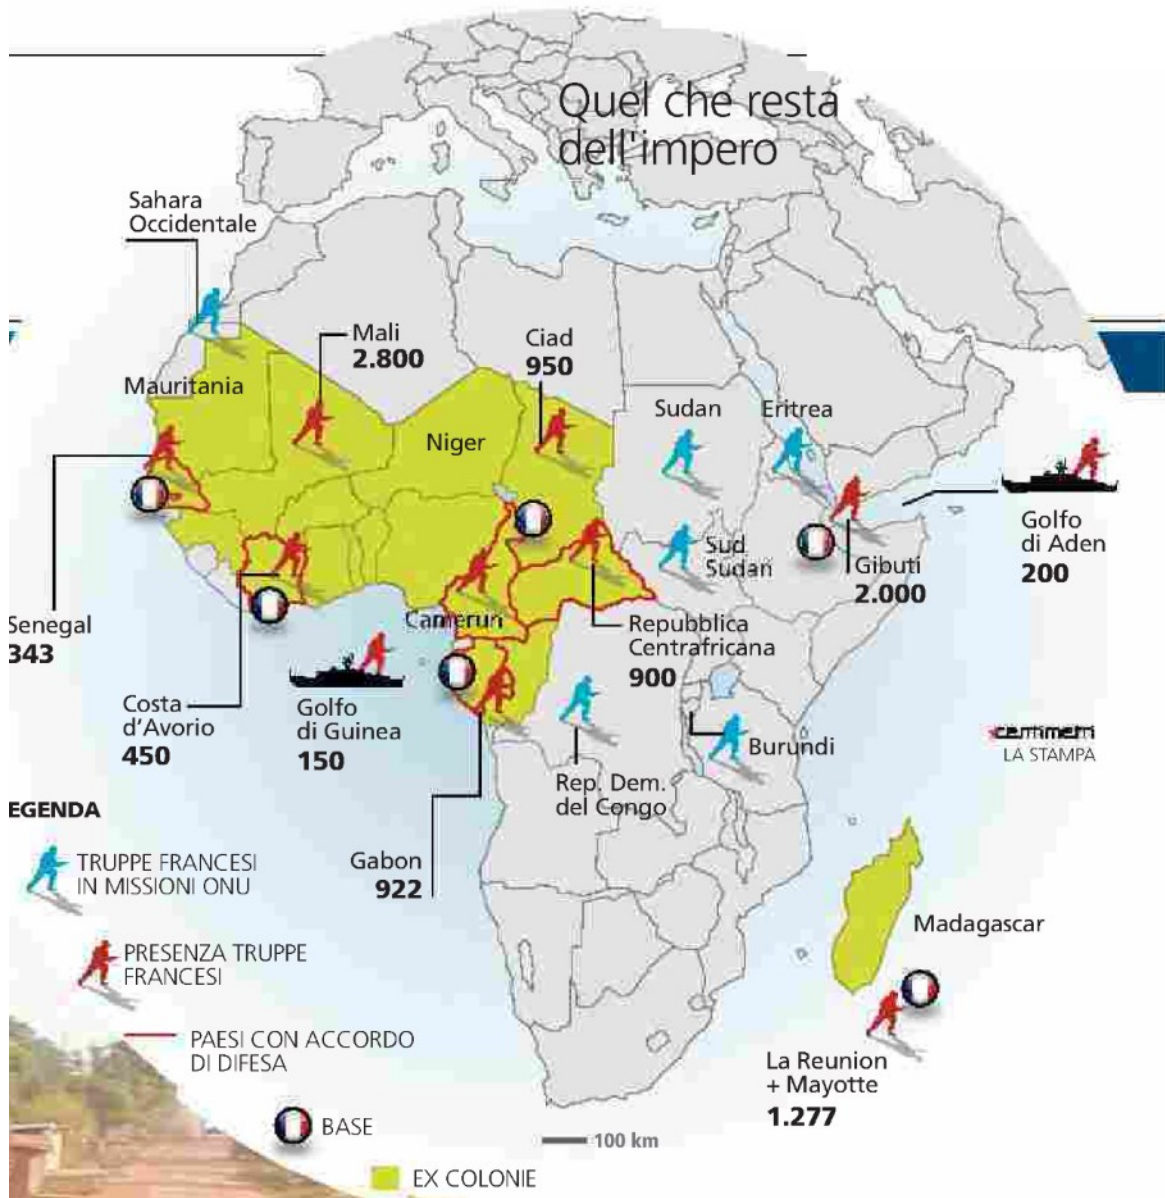 Quel che resta
dell'impero
Sahara
Occidentale
Mali
2.800
Ciad
950
Mauritania
Niger
Sudan
Eritrea
Golfo
di Aden
200
Sud
Sudan
Gibuti
2.000
Senegal
343
Camerun
Repubblica
Centrafricana
900
Costa
d'Avorio
450
Golfo
di Guinea
150
Burundi
centimetri
LA STAMPA
Rep. Dem.
del Congo
EGENDA
Gabon
922
TRUPPE FRANCESI
IN MISSIONI ONU
Madagascar
PRESENZA TRUPPE
FRANCESI
PAESI CON ACCORDO
DI DIFESA
La Reunion
+ Mayotte
1.277
BASE
100 km
EX COLONIE